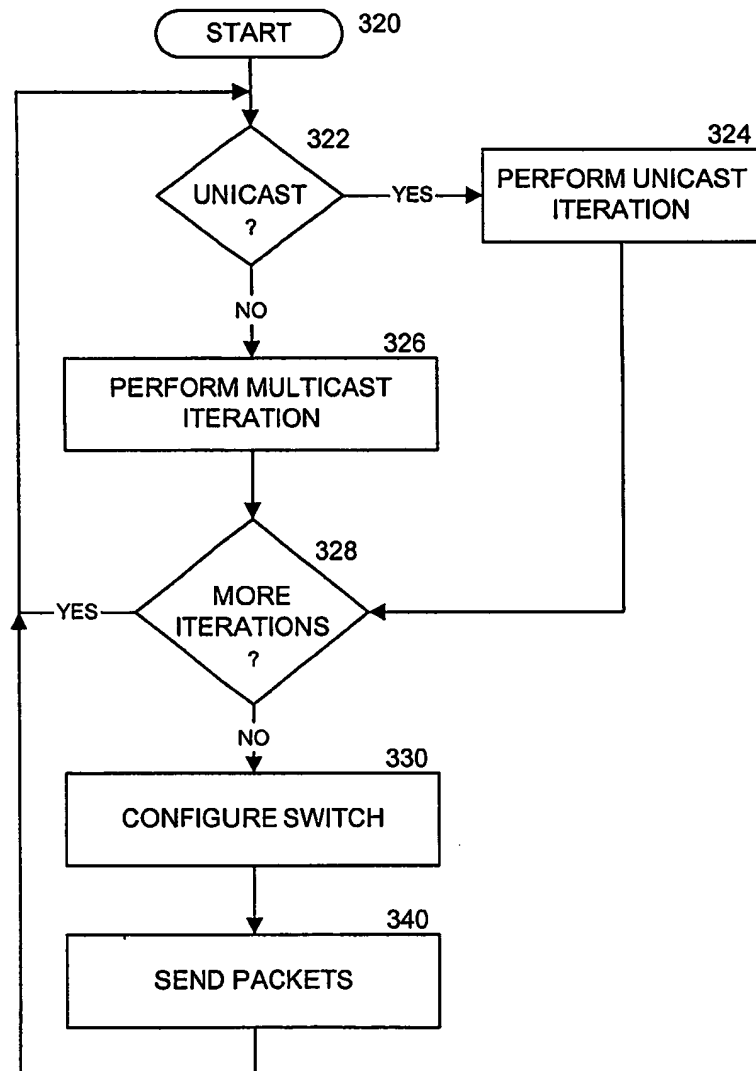 START
320
322
324
UNICAST
?
YES
PERFORM UNICAST
ITERATION
NO
326
PERFORM MULTICAST
ITERATION
328
MORE
ITERATIONS
?
YES
NO
330
CONFIGURE SWITCH
340
SEND PACKETS